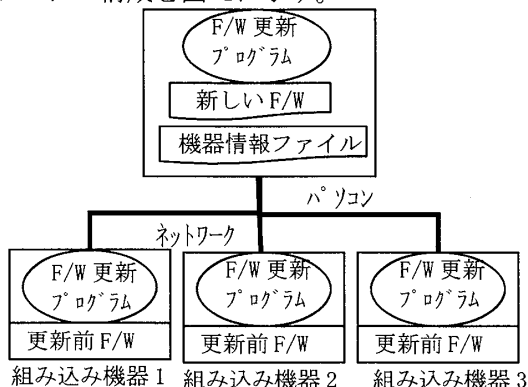 F/W 更新
プログラム
新しい F/W
機器情報ファイル
パソコン
ネットワーク
F/W 更新 F/W 更新 F/W 更新
プログラム プログラム プログラム
更新前 F/W 更新前 F/W 更新前 F/W
組み込み機器 1 組み込み機器 2 組み込み機器 3